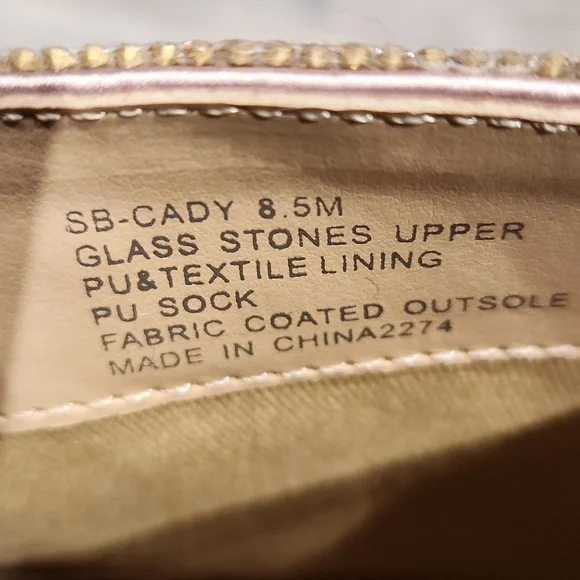 SB-CADY 8.5M
GLASS STONES UPPER
PU&TEXTILE LINING
PU SOCK
FABRIC COATED OUTSOLE
MADE IN CHINA2274